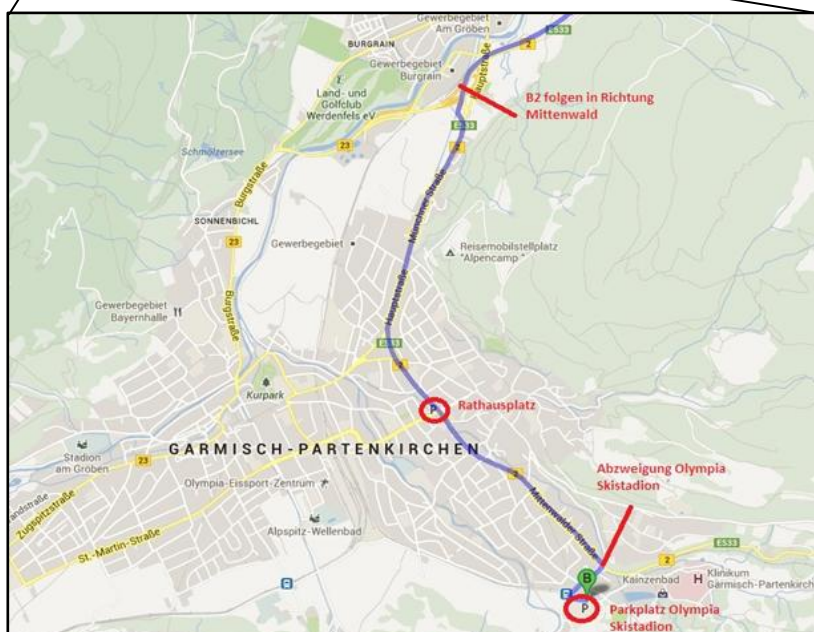 Gewerbegebiet
Am Gröben
E533
2
BURGRAIN
Gewerbegebiet
Burgrain
Hauptstraße
Land- und
Golfclub
Werdenfels eV
B2 folgen in Richtung
Mittenwald
E533
23
2
Schmölzersee
Burgstraße
Münchner Straße
SONNENBICHL
23
Gewerbegebiet
Reisemobilstellplatz
"Alpencamp "
Gewerbegebiet
Bayernhalle
Burgstraße
Hauptstraße
E533
2
Kurpark
P
Rathausplatz
GARMISCH-PARTENKIRCHEN
Stadion
am Gröben
23
Olympia-Eissport-Zentrum
2
Abzweigung Olympia
Skistadion
Zugspitzstraße
Mittenwalder Straße
Alpspitz-Wellenbad
St.-Martin-Straße
E533
2
B
Kainzenbad
H
Klinikum
Garmisch-Partenkirch
P
Parkplatz Olympia
Skistadion